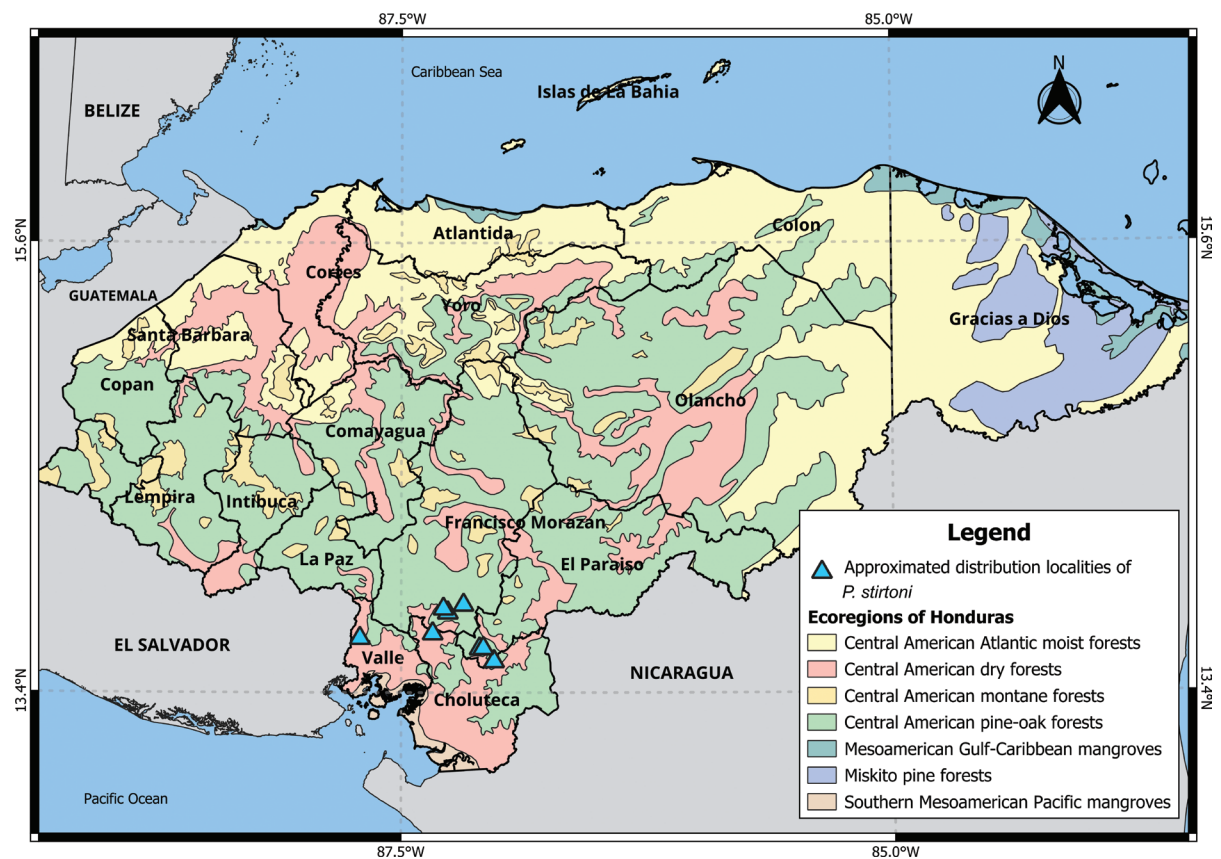 87.5°W
85.0°W
N
Caribbean Sea
Islas de La Bahia
BELIZE
15.6°N
15.6°N
Atlantida
Colon
Cortes
GUATEMALA
Yoro
Gracias a Dios
Santa Barbara
Copan
Olancho
Comayagua
Lempira
Intibuca
Francisco Morazan
La Paz
El Paraiso
EL SALVADOR
Valle
NICARAGUA
Choluteca
13.4°N
13.4°N
Pacific Ocean
Legend
Approximated distribution localities of
P. stirtoni
Ecoregions of Honduras
Central American Atlantic moist forests
Central American dry forests
Central American montane forests
Central American pine-oak forests
Mesoamerican Gulf-Caribbean mangroves
Miskito pine forests
Southern Mesoamerican Pacific mangroves
87.5°W
85.0°W